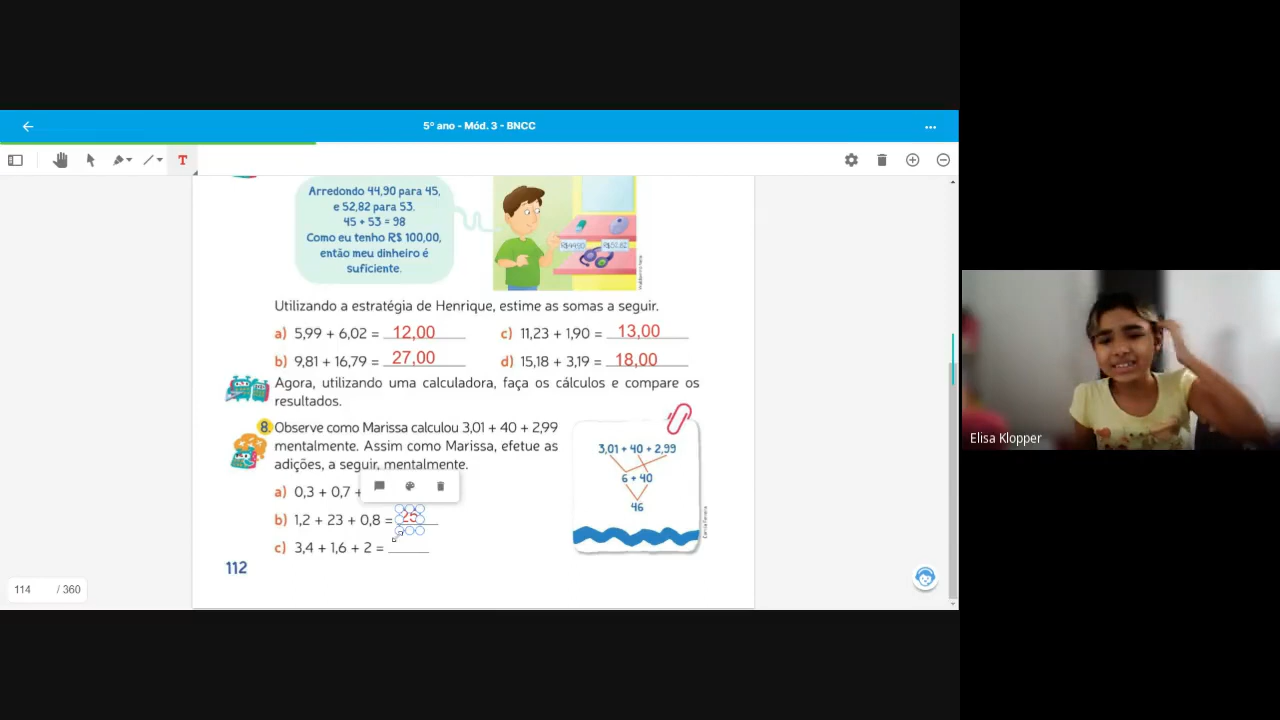 5º ano - Mód. 3 - BNCC
T
Arredondo 44,90 para 45,
e 52,82 para 53.
45 + 53 = 98
Como eu tenho R$ 100,00,
então meu dinheiro é
suficiente.
R$44,90 R$52,82
Utilizando a estratégia de Henrique, estime as somas a seguir.
a) 5,99 + 6,02 = 12,00
c) 11,23 + 1,90 = 13,00
b) 9,81 + 16,79 = 27,00
d) 15,18 + 3,19 = 18,00
Agora, utilizando uma calculadora, faça os cálculos e compare os
resultados.
8. Observe como Marissa calculou 3,01 + 40 + 2,99
mentalmente. Assim como Marissa, efetue as
adições, a seguir, mentalmente.
3,01 + 40 + 2,99
6 + 40
46
a) 0,3 + 0,7 +
b) 1,2 + 23 + 0,8 = 25
c) 3,4 + 1,6 + 2 =
112
114 / 360
Elisa Klopper